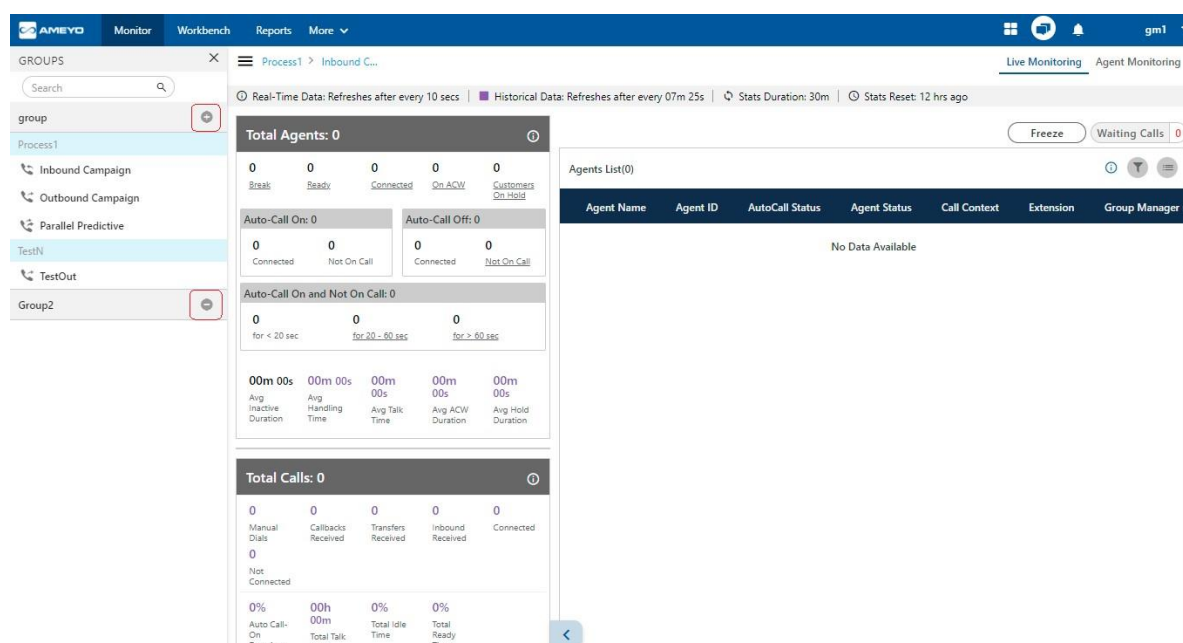 AMEYO Monitor Workbench Reports More gm1
GROUPS
Search
group
Process1
Inbound Campaign
Outbound Campaign
Parallel Predictive
TestN
TestOut
Group2
Process1 > Inbound C...
Live Monitoring Agent Monitoring
Real-Time Data: Refreshes after every 10 secs | Historical Data: Refreshes after every 07m 25s | Stats Duration: 30m | Stats Reset: 12 hrs ago
Total Agents: 0
0 0 0 0 0
Break Ready Connected On ACW Customers
On Hold
Auto-Call On: 0 Auto-Call Off: 0
0 0 0 0
Connected Not On Call Connected Not On Call
Auto-Call On and Not On Call: 0
0 0 0
for < 20 sec for 20 - 60 sec for > 60 sec
00m 00s 00m 00s 00m 00m 00m
00s 00s 00s
Avg Avg Avg Talk Avg ACW Avg Hold
Inactive Handling Time Duration Duration
Duration Time
Total Calls: 0
0 0 0 0 0
Manual Callbacks Transfers Inbound Connected
Dials Received Received Received
0
Not
Connected
0% 00h 0% 0%
00m
Auto Call- Total Talk Total Idle Total
On Time Ready
Freeze Waiting Calls 0
Agents List(0)
Agent Name Agent ID AutoCall Status Agent Status Call Context Extension Group Manager
No Data Available